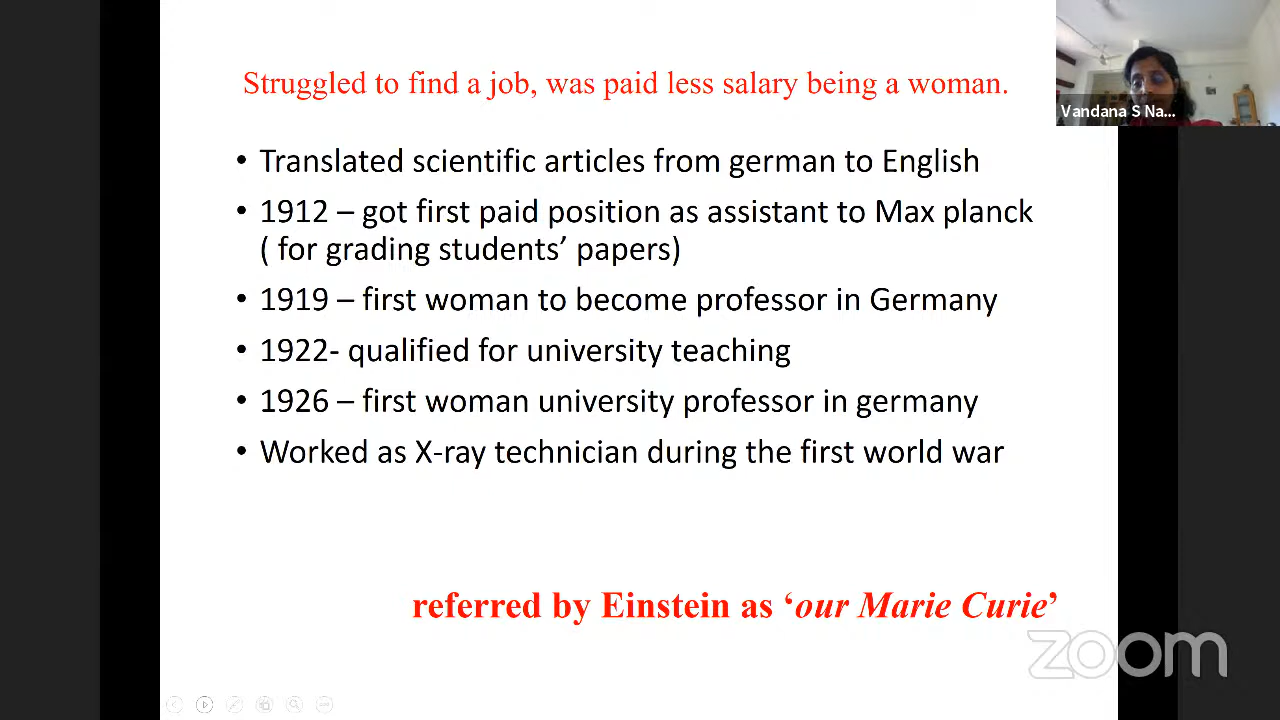 Struggled to find a job, was paid less salary being a woman.
Vandana S Na...
• Translated scientific articles from german to English
• 1912 – got first paid position as assistant to Max planck
( for grading students’ papers)
• 1919 – first woman to become professor in Germany
• 1922- qualified for university teaching
• 1926 – first woman university professor in germany
• Worked as X-ray technician during the first world war
referred by Einstein as ‘our Marie Curie’
zoom